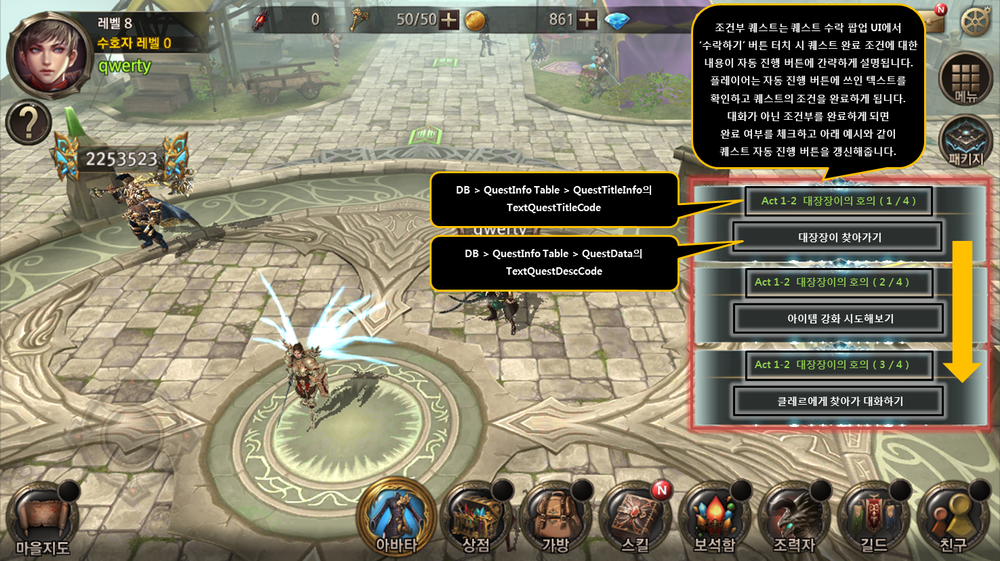 레벨 8
수호자 레벨 0
qwerty
0
50/50
861
N
조건부 퀘스트는 퀘스트 수락 팝업 UI에서
‘수락하기’ 버튼 터치 시 퀘스트 완료 조건에 대한
내용이 자동 진행 버튼에 간략하게 설명됩니다.
플레이어는 자동 진행 버튼에 쓰인 텍스트를
확인하고 퀘스트의 조건을 완료하게 됩니다.
대화가 아닌 조건부를 완료하게 되면
완료 여부를 체크하고 아래 예시와 같이
퀘스트 자동 진행 버튼을 갱신해줍니다.
메뉴
패키지
?
2253523
DB > QuestInfo Table > QuestTitleInfo의
TextQuestTitleCode
Act 1-2 대장장이의 호의 ( 1 / 4 )
qwerty
대장장이 찾아가기
DB > QuestInfo Table > QuestData의
TextQuestDescCode
Act 1-2 대장장이의 호의 ( 2 / 4 )
아이템 강화 시도해보기
Act 1-2 대장장이의 호의 ( 3 / 4 )
클레르에게 찾아가 대화하기
N
마을지도
아바타
상점
가방
스킬
보석함
조력자
길드
친구